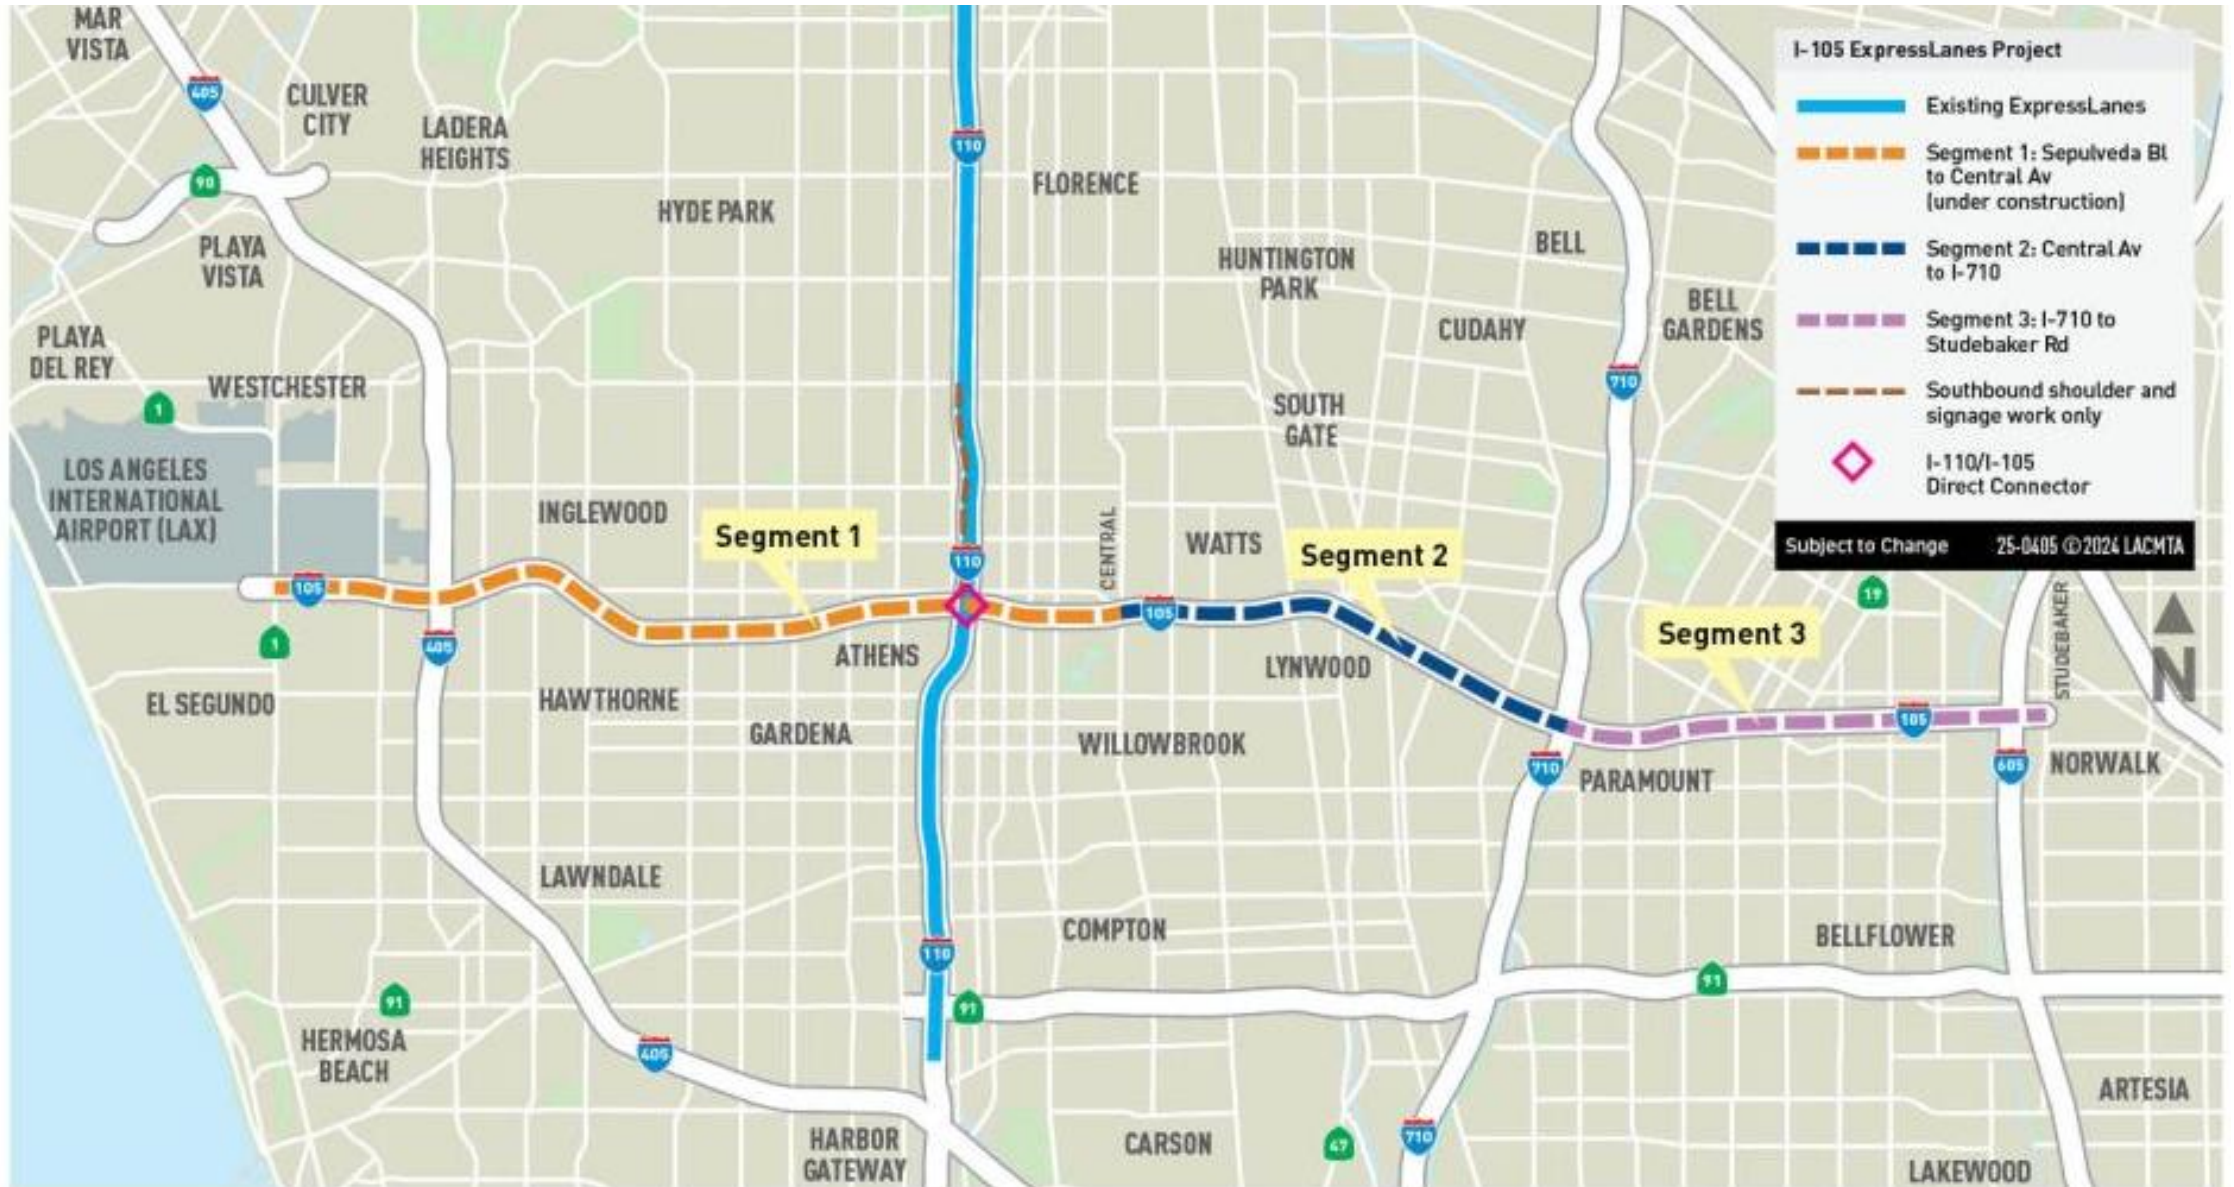 MAR
VISTA
405
CULVER
CITY
LADERA
HEIGHTS
110
90
HYDE PARK
FLORENCE
PLAYA
VISTA
HUNTINGTON
PARK
BELL
BELL
GARDENS
CUDAHY
710
PLAYA
DEL REY
WESTCHESTER
1
SOUTH
GATE
LOS ANGELES
INTERNATIONAL
AIRPORT (LAX)
INGLEWOOD
Segment 1
110
CENTRAL
WATTS
Segment 2
105
105
1
405
ATHENS
LYNWOOD
Segment 3
19
STUDEBAKER
N
EL SEGUNDO
HAWTHORNE
GARDENA
WILLOWBROOK
105
710
PARAMOUNT
605
NORWALK
LAWNDALE
COMPTON
BELLFLOWER
110
91
91
91
HERMOSA
BEACH
405
HARBOR
GATEWAY
CARSON
47
710
ARTESIA
LAKEWOOD
I-105 ExpressLanes Project
Existing ExpressLanes
Segment 1: Sepulveda Bl
to Central Av
(under construction)
Segment 2: Central Av
to I-710
Segment 3: I-710 to
Studebaker Rd
Southbound shoulder and
signage work only
I-110/I-105
Direct Connector
Subject to Change 25-0405 ©2024 LACMTA